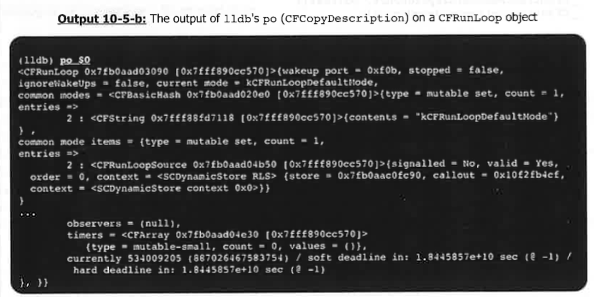 Output 10-5-b: The output of lldb's po (CFCopyDescription) on a CFRunLoop object
(lldb) po $0
<CFRunLoop 0x7fb0aad03090 [0x7fff890cc570]>{wakeup port = 0xf0b, stopped = false,
ignoreWakeUps = false, current mode = kCFRunLoopDefaultMode,
common modes = <CFBasicHash 0x7fb0aad020e0 [0x7fff890cc570]>{type = mutable set, count = 1,
entries =>
2 : <CFString 0x7fff88fd7118 [0x7fff890cc570]>{contents = "kCFRunLoopDefaultMode"}
} ,
common mode items = {type = mutable set, count = 1,
entries =>
2 : <CFRunLoopSource 0x7fb0aad04b50 [0x7fff890cc570]>{signalled = No, valid = Yes,
order = 0, context = <SCDynamicStore RLS> {store = 0x7fb0aac0fc90, callout = 0x10f2fb4cf,
context = <SCDynamicStore context 0x0>}}
}
...
observers = (null),
timers = <CFArray 0x7fb0aad04e30 [0x7fff890cc570]>
{type = mutable-small, count = 0, values = ()},
currently 534009205 (887026467583754) / soft deadline in: 1.8445857e+10 sec (@ -1) /
hard deadline in: 1.8445857e+10 sec (@ -1)
}, }}